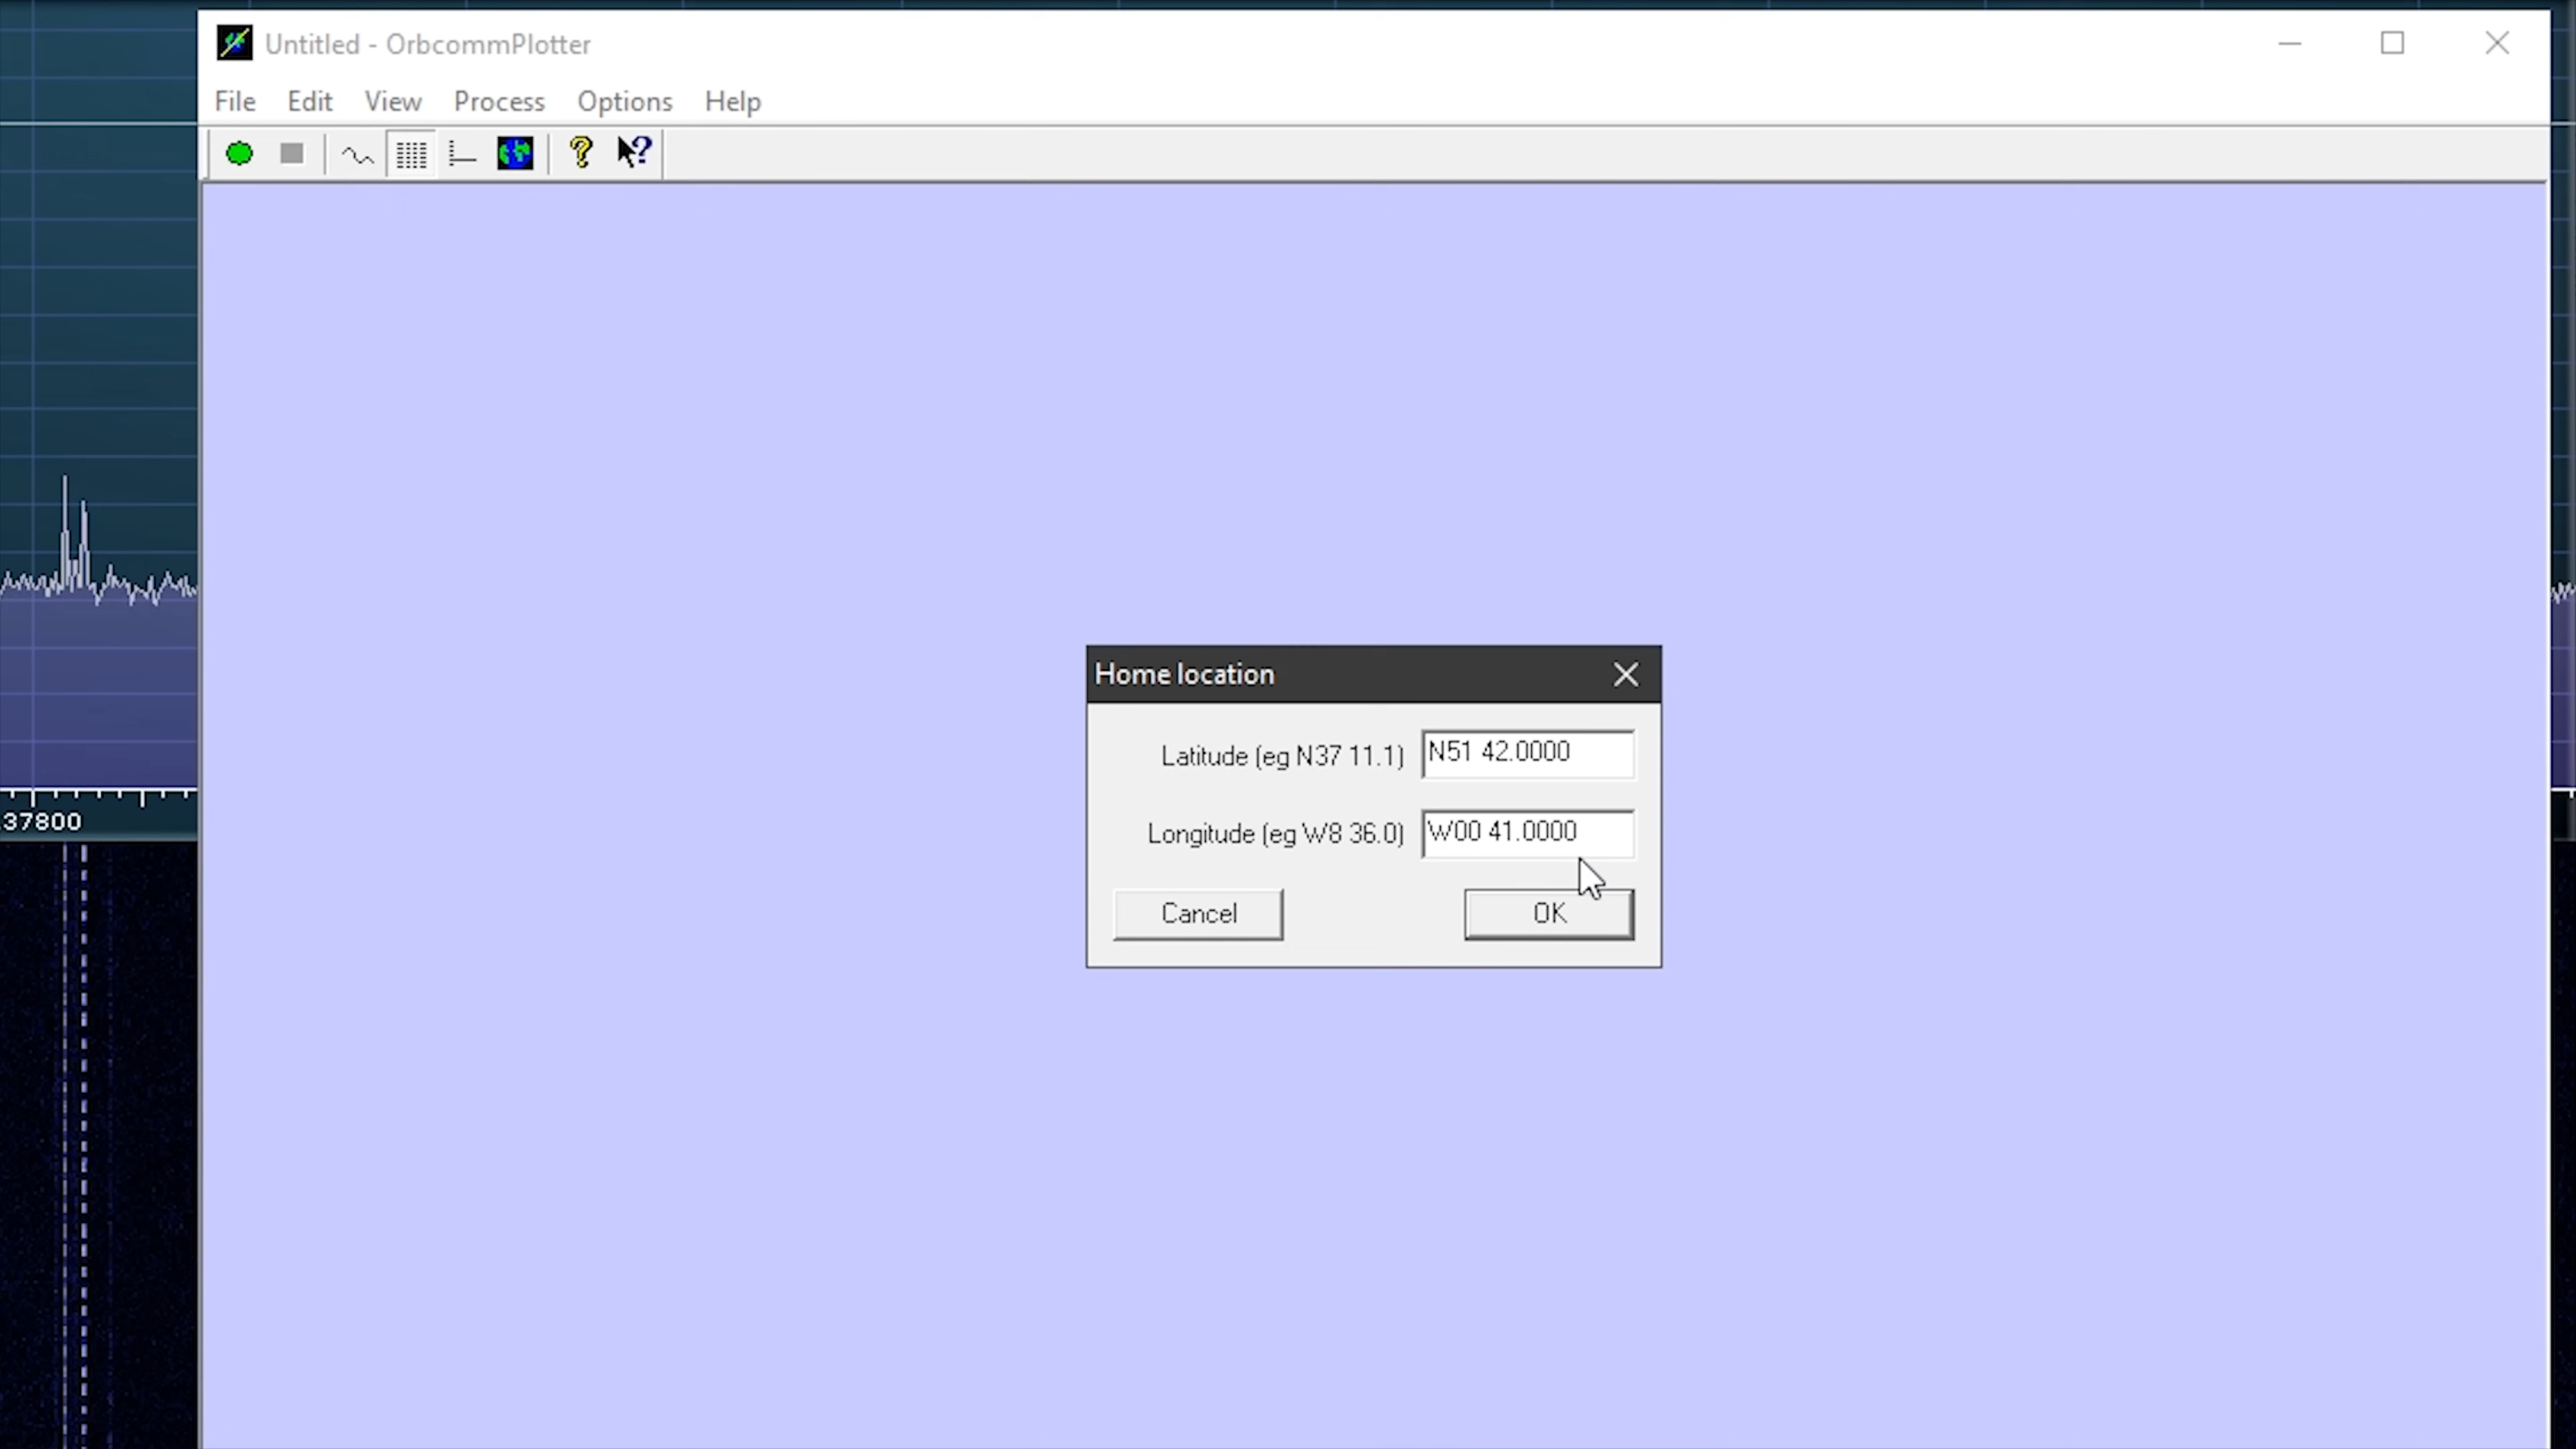 Untitled - OrbcommPlotter
File Edit View Process Options Help
Home location
Latitude (eg N37 11.1) N51 42.0000
Longitude (eg W8 36.0) W00 41.0000
Cancel OK
.37800